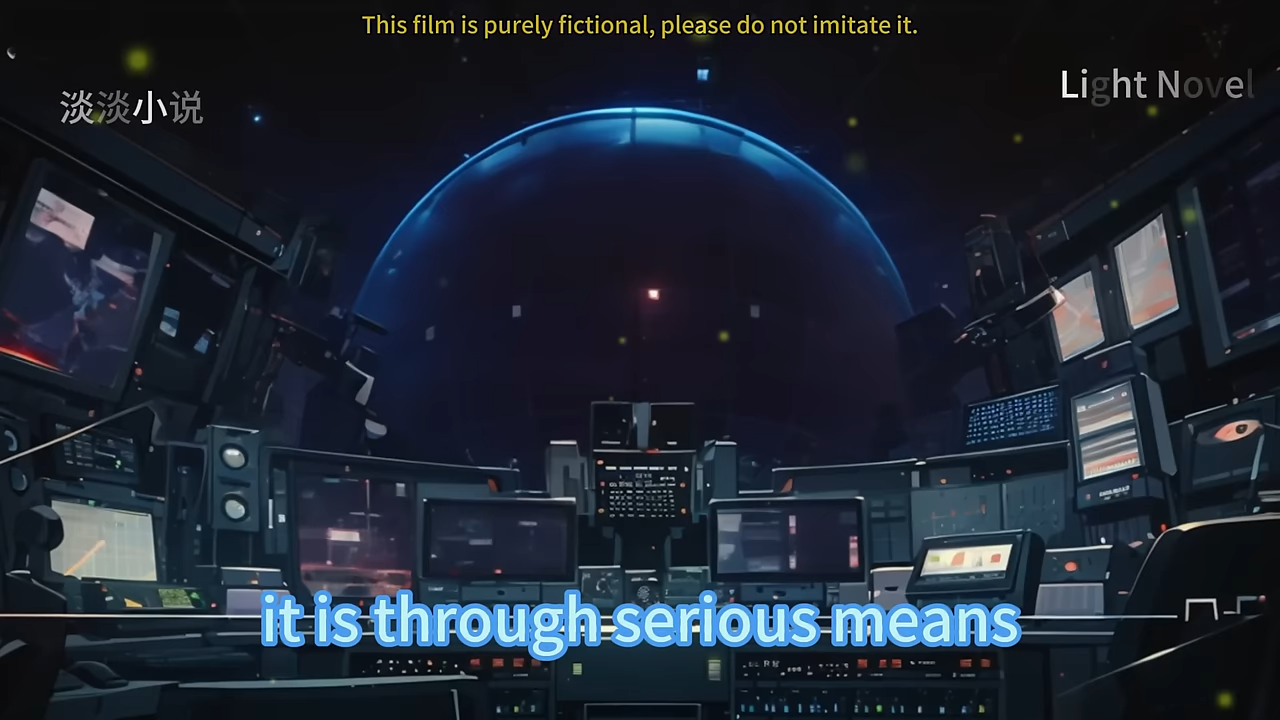 This film is purely fictional, please do not imitate it.
淡淡小说
Light Novel
it is through serious means